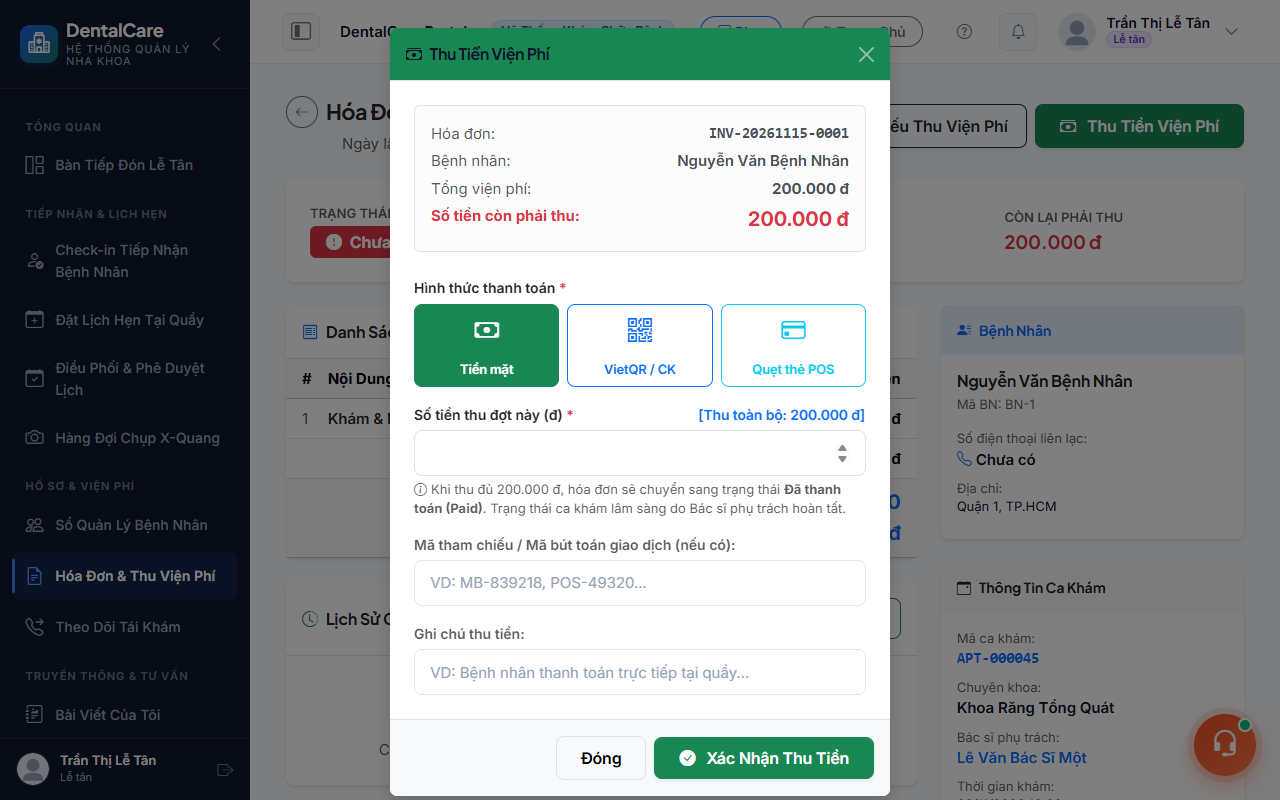 DentalCare
HỆ THỐNG QUẢN LÝ
NHA KHOA
TỔNG QUAN
Bàn Tiếp Đón Lễ Tân
TIẾP NHẬN & LỊCH HẸN
Check-in Tiếp Nhận
Bệnh Nhân
Đặt Lịch Hẹn Tại Quầy
Điều Phối & Phê Duyệt
Lịch
Hàng Đợi Chụp X-Quang
HỒ SƠ & VIỆN PHÍ
Sổ Quản Lý Bệnh Nhân
Hóa Đơn & Thu Viện Phí
Theo Dõi Tái Khám
TRUYỀN THÔNG & TƯ VẤN
Bài Viết Của Tôi
Trần Thị Lễ Tân
Lễ tân
Trần Thị Lễ Tân
Lễ tân
Thu Tiền Viện Phí
Thu Tiền Viện Phí
Hóa đơn: INV-20261115-0001
Bệnh nhân: Nguyễn Văn Bệnh Nhân
Tổng viện phí: 200.000 đ
Số tiền còn phải thu: 200.000 đ
Hình thức thanh toán *
Tiền mặt
VietQR / CK
Quẹt thẻ POS
Số tiền thu đợt này (đ) * [Thu toàn bộ: 200.000 đ]
Khi thu đủ 200.000 đ, hóa đơn sẽ chuyển sang trạng thái Đã thanh
toán (Paid). Trạng thái ca khám lâm sàng do Bác sĩ phụ trách hoàn tất.
Mã tham chiếu / Mã bút toán giao dịch (nếu có):
VD: MB-839218, POS-49320...
Ghi chú thu tiền:
VD: Bệnh nhân thanh toán trực tiếp tại quầy...
Đóng
Xác Nhận Thu Tiền
Ngày
TRẠNG THÁI
Chưa
CÒN LẠI PHẢI THU
200.000 đ
# Nội Dung
1 Khám &
Lịch Sử
Bệnh Nhân
Nguyễn Văn Bệnh Nhân
Mã BN: BN-1
Số điện thoại liên lạc:
Chưa có
Địa chỉ:
Quận 1, TP.HCM
Thông Tin Ca Khám
Mã ca khám:
APT-000045
Chuyên khoa:
Khoa Răng Tổng Quát
Bác sĩ phụ trách:
Lê Văn Bác Sĩ Một
Thời gian khám: